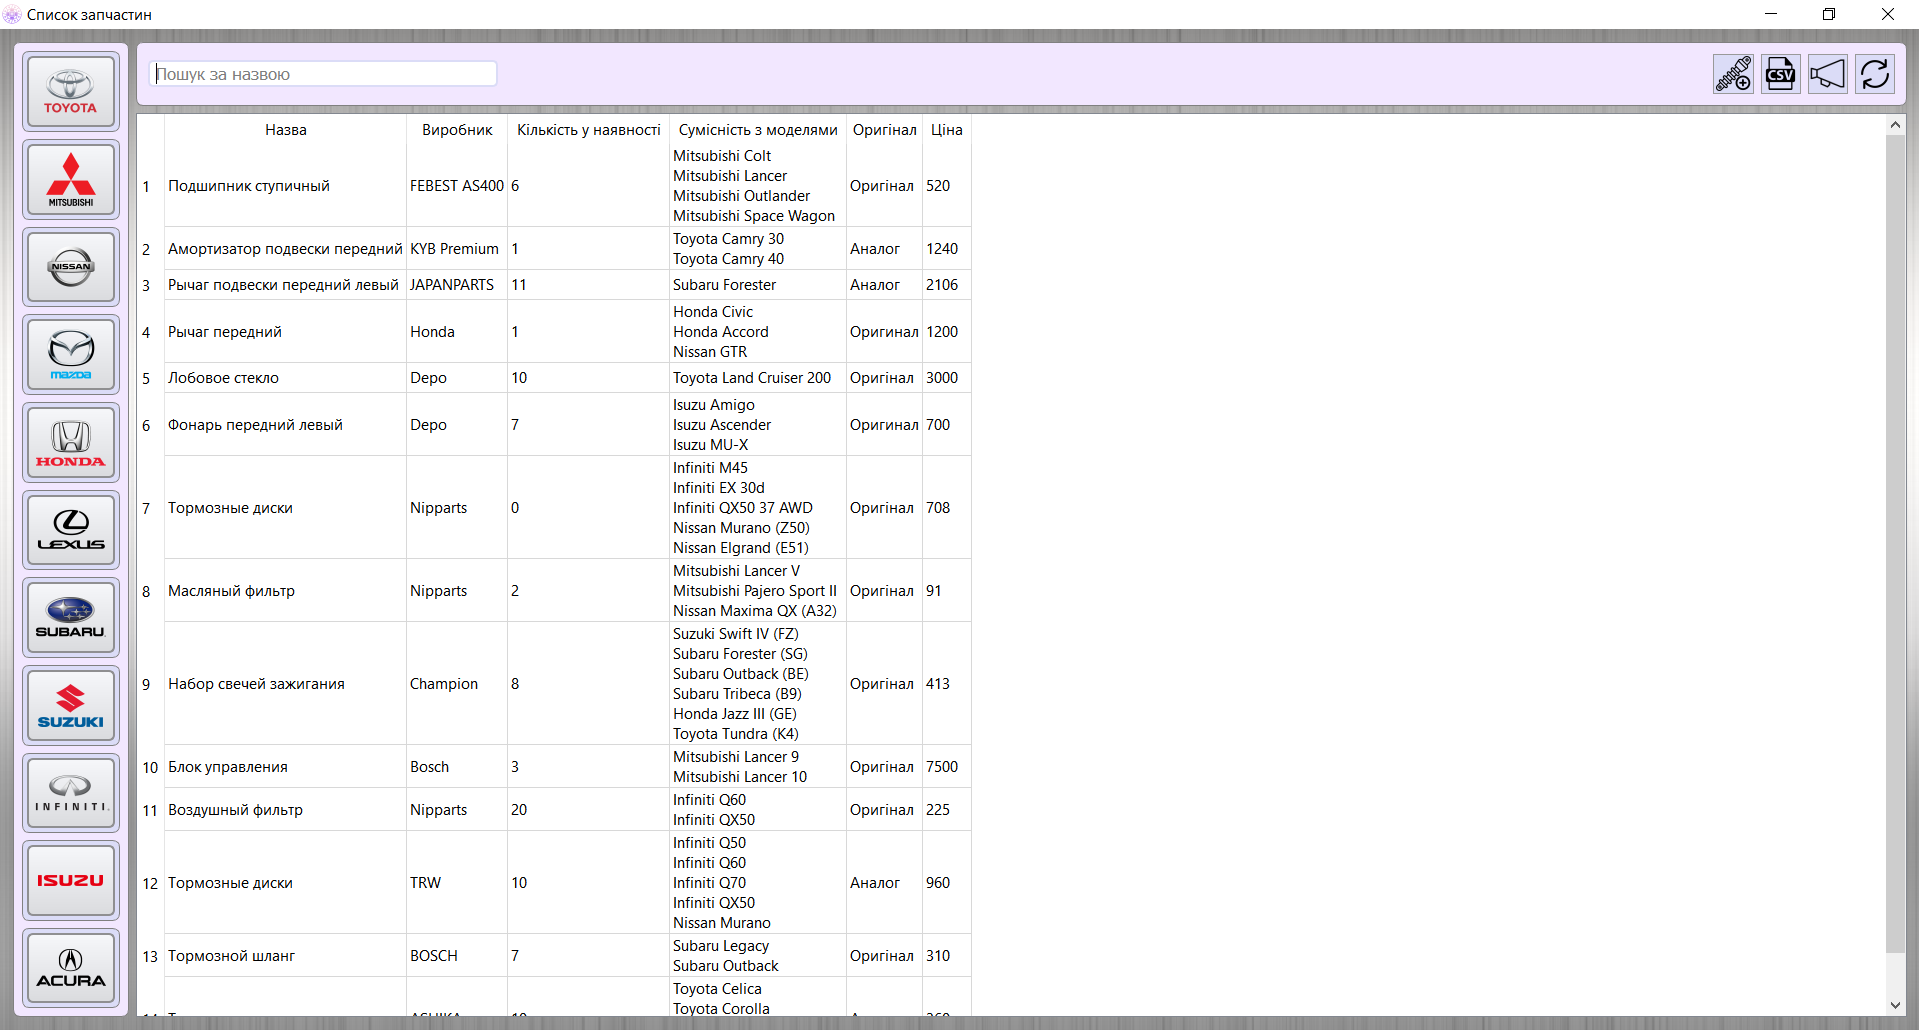 Список запчастин
TOYOTA
MITSUBISHI
NISSAN
mazda
HONDA
LEXUS
SUBARU
SUZUKI
INFINITI
ISUZU
ACURA
Пошук за назвою
CSV
Назва Виробник Кількість у наявності Сумісність з моделями Оригінал Ціна
1 Подшипник ступичный FEBEST AS400 6 Mitsubishi Colt
Mitsubishi Lancer
Mitsubishi Outlander
Mitsubishi Space Wagon Оригінал 520
2 Амортизатор подвески передний KYB Premium 1 Toyota Camry 30
Toyota Camry 40 Аналог 1240
3 Рычаг подвески передний левый JAPANPARTS 11 Subaru Forester Аналог 2106
4 Рычаг передний Honda 1 Honda Civic
Honda Accord
Nissan GTR Оригинал 1200
5 Лобовое стекло Depo 10 Toyota Land Cruiser 200 Оригінал 3000
6 Фонарь передний левый Depo 7 Isuzu Amigo
Isuzu Ascender
Isuzu MU-X Оригинал 700
7 Тормозные диски Nipparts 0 Infiniti M45
Infiniti EX 30d
Infiniti QX50 37 AWD
Nissan Murano (Z50)
Nissan Elgrand (E51) Оригінал 708
8 Масляный фильтр Nipparts 2 Mitsubishi Lancer V
Mitsubishi Pajero Sport II
Nissan Maxima QX (A32) Оригінал 91
9 Набор свечей зажигания Champion 8 Suzuki Swift IV (FZ)
Subaru Forester (SG)
Subaru Outback (BE)
Subaru Tribeca (B9)
Honda Jazz III (GE)
Toyota Tundra (K4) Оригінал 413
10 Блок управления Bosch 3 Mitsubishi Lancer 9
Mitsubishi Lancer 10 Оригінал 7500
11 Воздушный фильтр Nipparts 20 Infiniti Q60
Infiniti QX50 Оригінал 225
12 Тормозные диски TRW 10 Infiniti Q50
Infiniti Q60
Infiniti Q70
Infiniti QX50
Nissan Murano Аналог 960
13 Тормозной шланг BOSCH 7 Subaru Legacy
Subaru Outback Оригінал 310
Toyota Celica
Toyota Corolla